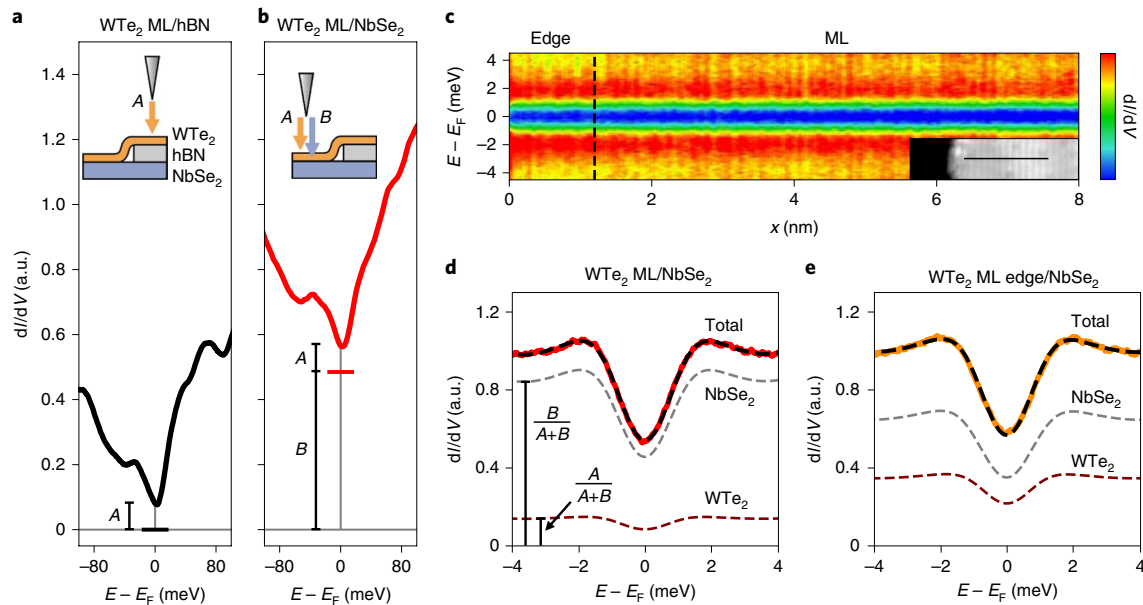 a
WTe2 ML/hBN
1.4
1.2
1.0
0.8
0.6
0.4
0.2
0
dI/dV (a.u.)
A
WTe2
hBN
NbSe2
A
−80
0
80
E − EF (meV)
b
WTe2 ML/NbSe2
A
B
A
B
−80
0
80
E − EF (meV)
c
Edge
ML
4
2
0
−2
−4
E − EF (meV)
0
2
4
6
8
x (nm)
dI/dV
d
WTe2 ML/NbSe2
1.2
0.8
0.4
0
dI/dV (a.u.)
Total
NbSe2
B
A+B
A
A+B
WTe2
−4
−2
0
2
4
E − EF (meV)
e
WTe2 ML edge/NbSe2
1.2
0.8
0.4
0
dI/dV (a.u.)
Total
NbSe2
WTe2
−4
−2
0
2
4
E − EF (meV)